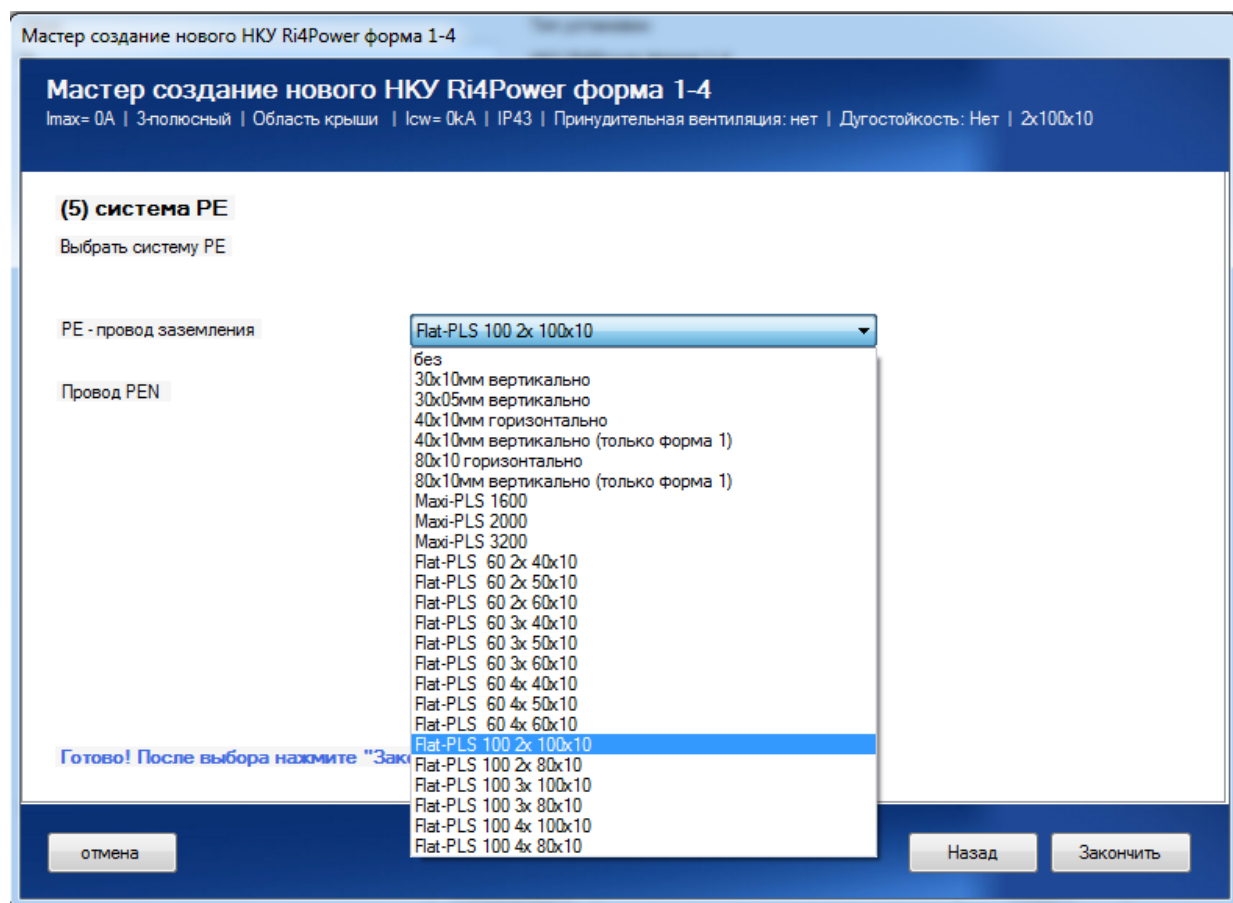 Мастер создание нового НКУ Ri4Power форма 1-4
Мастер создание нового НКУ Ri4Power форма 1-4
Imax= 0A | 3-полюсный | Область крыши | Icw= 0kA | IP43 | Принудительная вентиляция: нет | Дугостойкость: Нет | 2x100x10
(5) система PE
Выбрать систему PE
PE - провод заземления
Flat-PLS 100 2x 100x10
Провод PEN
без
30x10мм вертикально
30x05мм вертикально
40x10мм горизонтально
40x10мм вертикально (только форма 1)
80x10 горизонтально
80x10мм вертикально (только форма 1)
Maxi-PLS 1600
Maxi-PLS 2000
Maxi-PLS 3200
Flat-PLS 60 2x 40x10
Flat-PLS 60 2x 50x10
Flat-PLS 60 2x 60x10
Flat-PLS 60 3x 40x10
Flat-PLS 60 3x 50x10
Flat-PLS 60 3x 60x10
Flat-PLS 60 4x 40x10
Flat-PLS 60 4x 50x10
Flat-PLS 60 4x 60x10
Flat-PLS 100 2x 100x10
Flat-PLS 100 2x 80x10
Flat-PLS 100 3x 100x10
Flat-PLS 100 3x 80x10
Flat-PLS 100 4x 100x10
Flat-PLS 100 4x 80x10
Готово! После выбора нажмите "Зак
отмена
Назад
Закончить